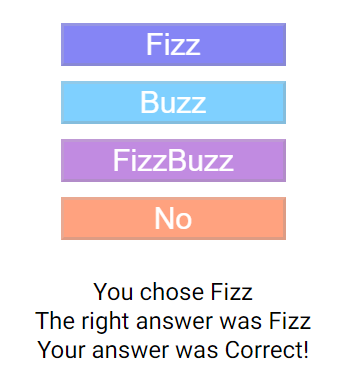 Fizz
Buzz
FizzBuzz
No
You chose Fizz
The right answer was Fizz
Your answer was Correct!